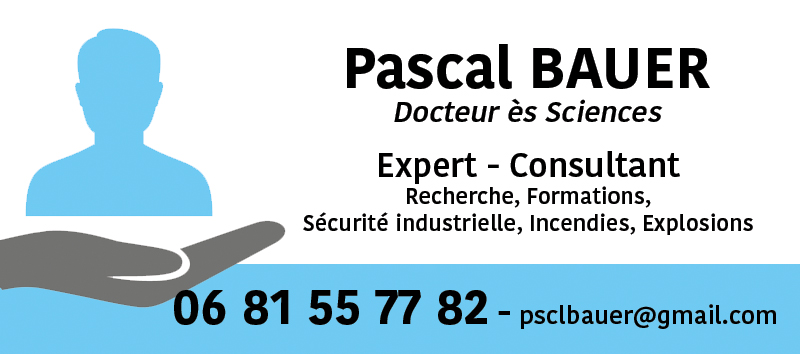 Pascal BAUER
Docteur ès Sciences
Expert - Consultant
Recherche, Formations,
Sécurité industrielle, Incendies, Explosions
06 81 55 77 82 - psclbauer@gmail.com